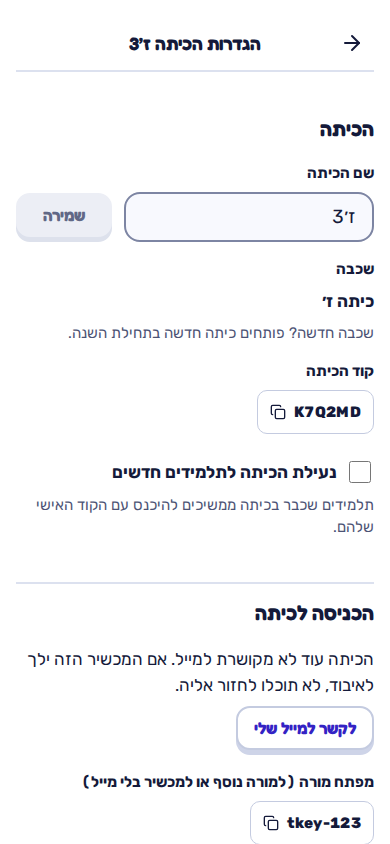 הגדרות הכיתה ז׳3
הכיתה
שם הכיתה
ז׳3
שמירה
שכבה
כיתה ז׳
שכבה חדשה? פותחים כיתה חדשה בתחילת השנה.
קוד הכיתה
K7Q2MD
נעילת הכיתה לתלמידים חדשים
תלמידים שכבר בכיתה ממשיכים להיכנס עם הקוד האישי
שלהם.
הכניסה לכיתה
הכיתה עוד לא מקושרת למייל. אם המכשיר הזה ילך
לאיבוד, לא תוכלו לחזור אליה.
לקשר למייל שלי
מפתח מורה (למורה נוסף או למכשיר בלי מייל)
tkey-123